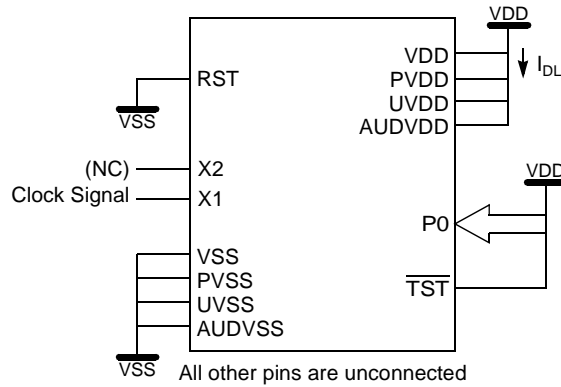 VDD
VDD
PVDD
UVDD
AUDVDD
IDL
RST
VSS
(NC)
X2
Clock Signal
X1
VDD
P0
TST
VSS
PVSS
UVSS
AUDVSS
VSS
All other pins are unconnected